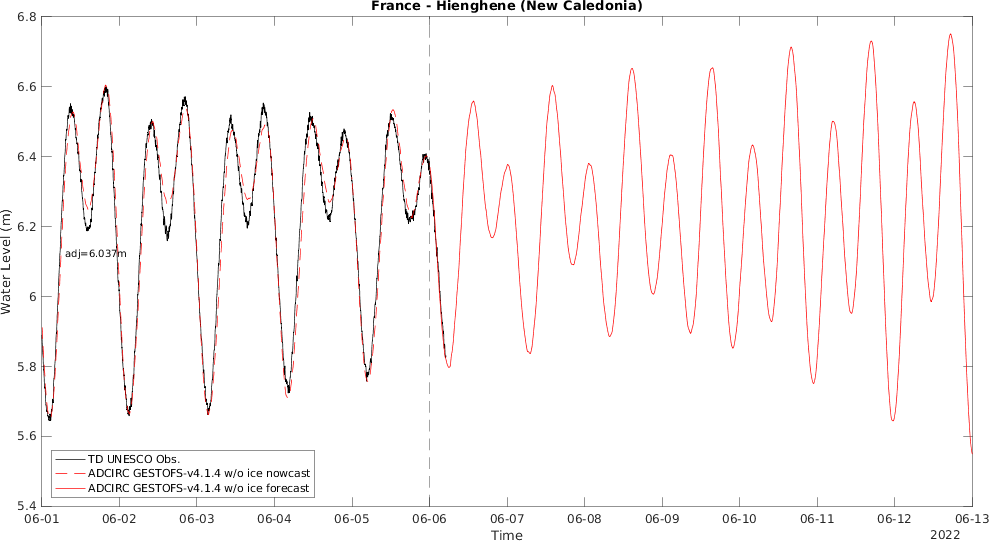 France - Hienghene (New Caledonia)
6.8
6.6
6.4
6.2
6
5.8
5.6
5.4
Water Level (m)
adj=6.037m
TD UNESCO Obs.
ADCIRC GESTOFS-v4.1.4 w/o ice nowcast
ADCIRC GESTOFS-v4.1.4 w/o ice forecast
06-01 06-02 06-03 06-04 06-05 06-06 06-07 06-08 06-09 06-10 06-11 06-12 06-13
Time
2022